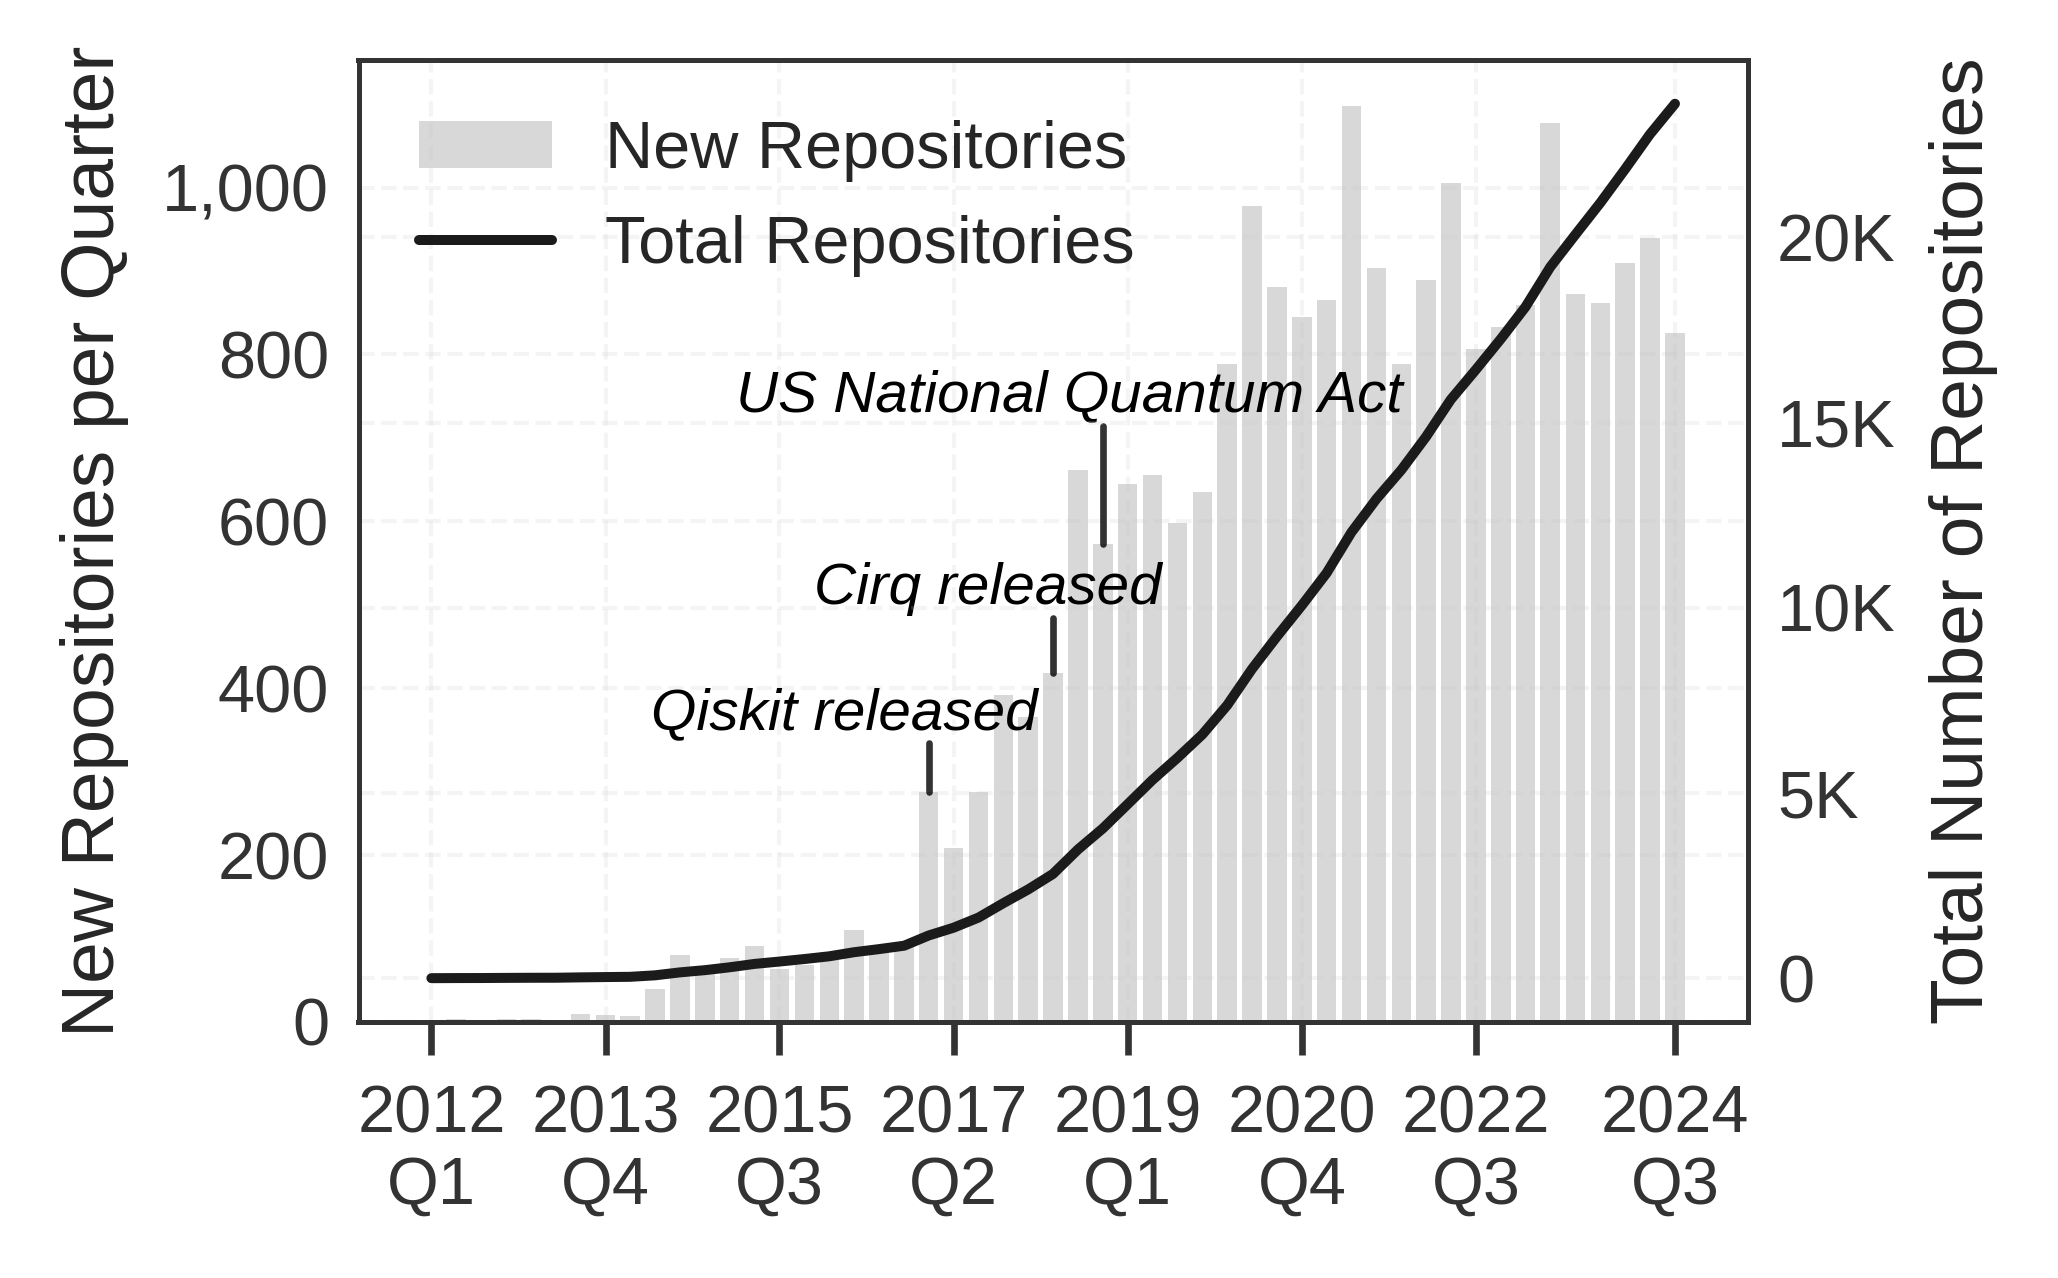 New Repositories per Quarter
1,000
800
600
400
200
0
New Repositories
Total Repositories
US National Quantum Act
Cirq released
Qiskit released
20K
15K
10K
5K
0
Total Number of Repositories
2012 2013 2015 2017 2019 2020 2022 2024
Q1 Q4 Q3 Q2 Q1 Q4 Q3 Q3